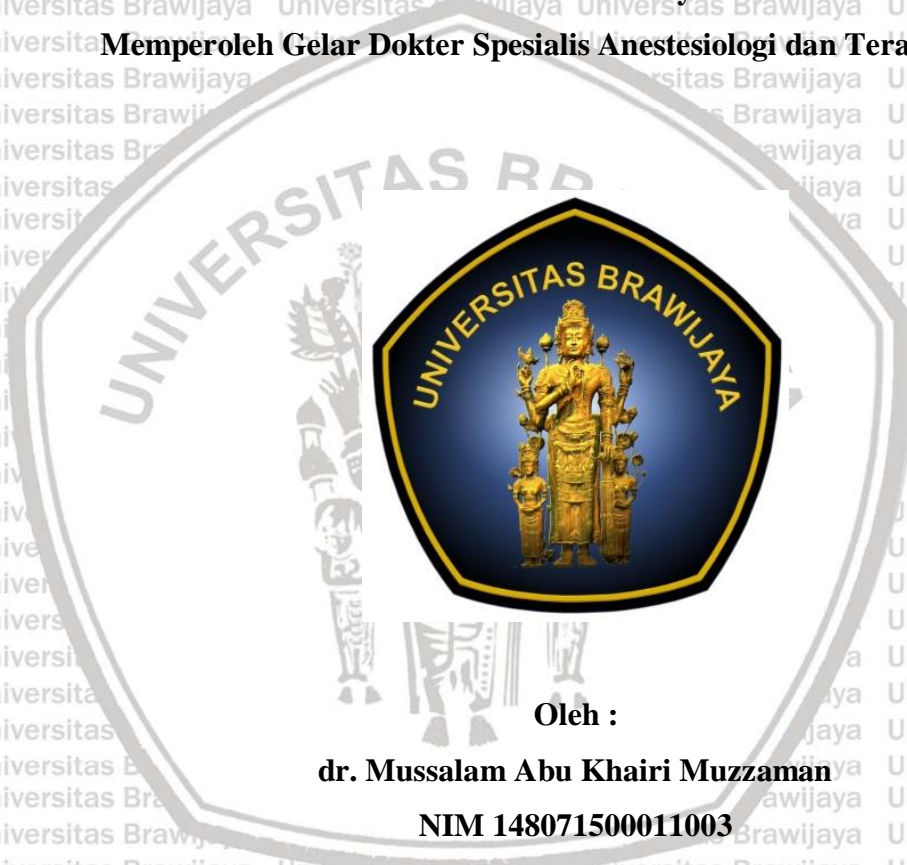 Memperoleh Gelar Dokter Spesialis Anestesiologi dan Tera
UNIVERSITAS BRAWIJAYA
Oleh :
dr. Mussalam Abu Khairi Muzzaman
NIM 148071500011003